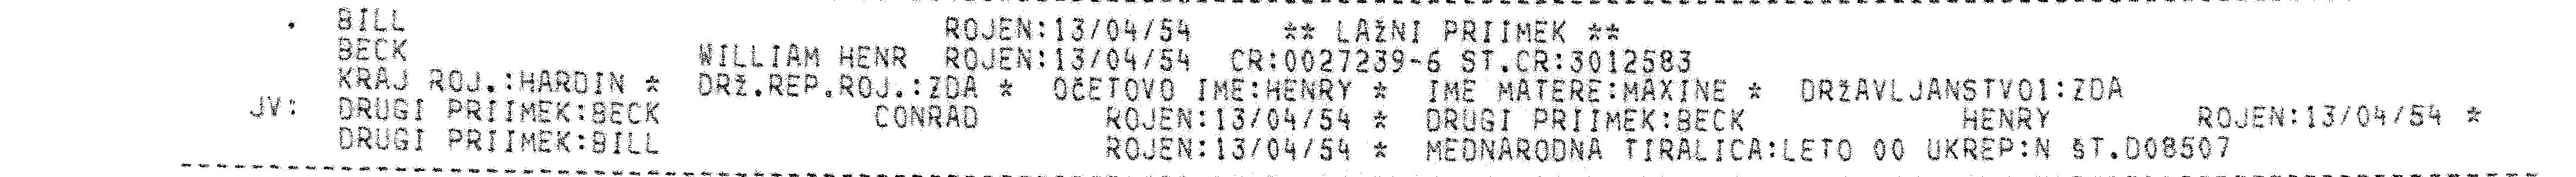 . BILL ROJEN:13/04/54 ** LAŽNI PRIIMEK **
BECK WILLIAM HENR ROJEN:13/04/54 CR:0027239-6 ST.CR:3012583
KRAJ ROJ.:HARDIN * DRŽ.REP.ROJ.:ZDA * OČETOVO IME:HENRY * IME MATERE:MAXINE * DRŽAVLJANSTVO1:ZDA
JV: DRUGI PRIIMEK:BECK CONRAD ROJEN:13/04/54 * DRUGI PRIIMEK:BECK HENRY ROJEN:13/04/54 *
DRUGI PRIIMEK:BILL ROJEN:13/04/54 * MEDNARODNA TIRALICA:LETO 00 UKREP:N ŠT.D08507